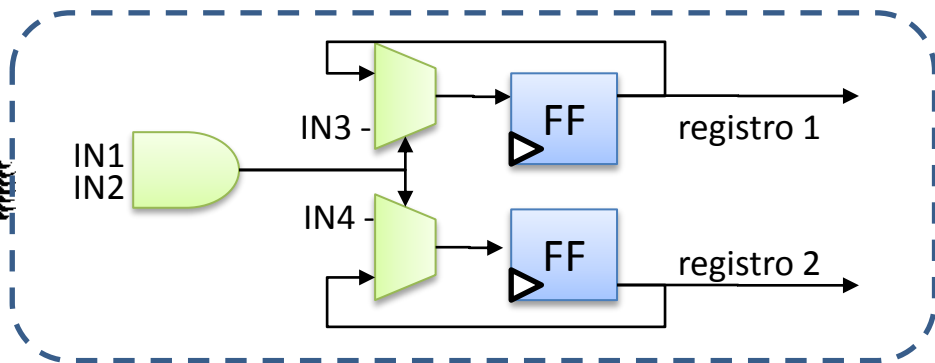 IN3 -
FF
registro 1
IN1
IN2
IN4 -
FF
registro 2